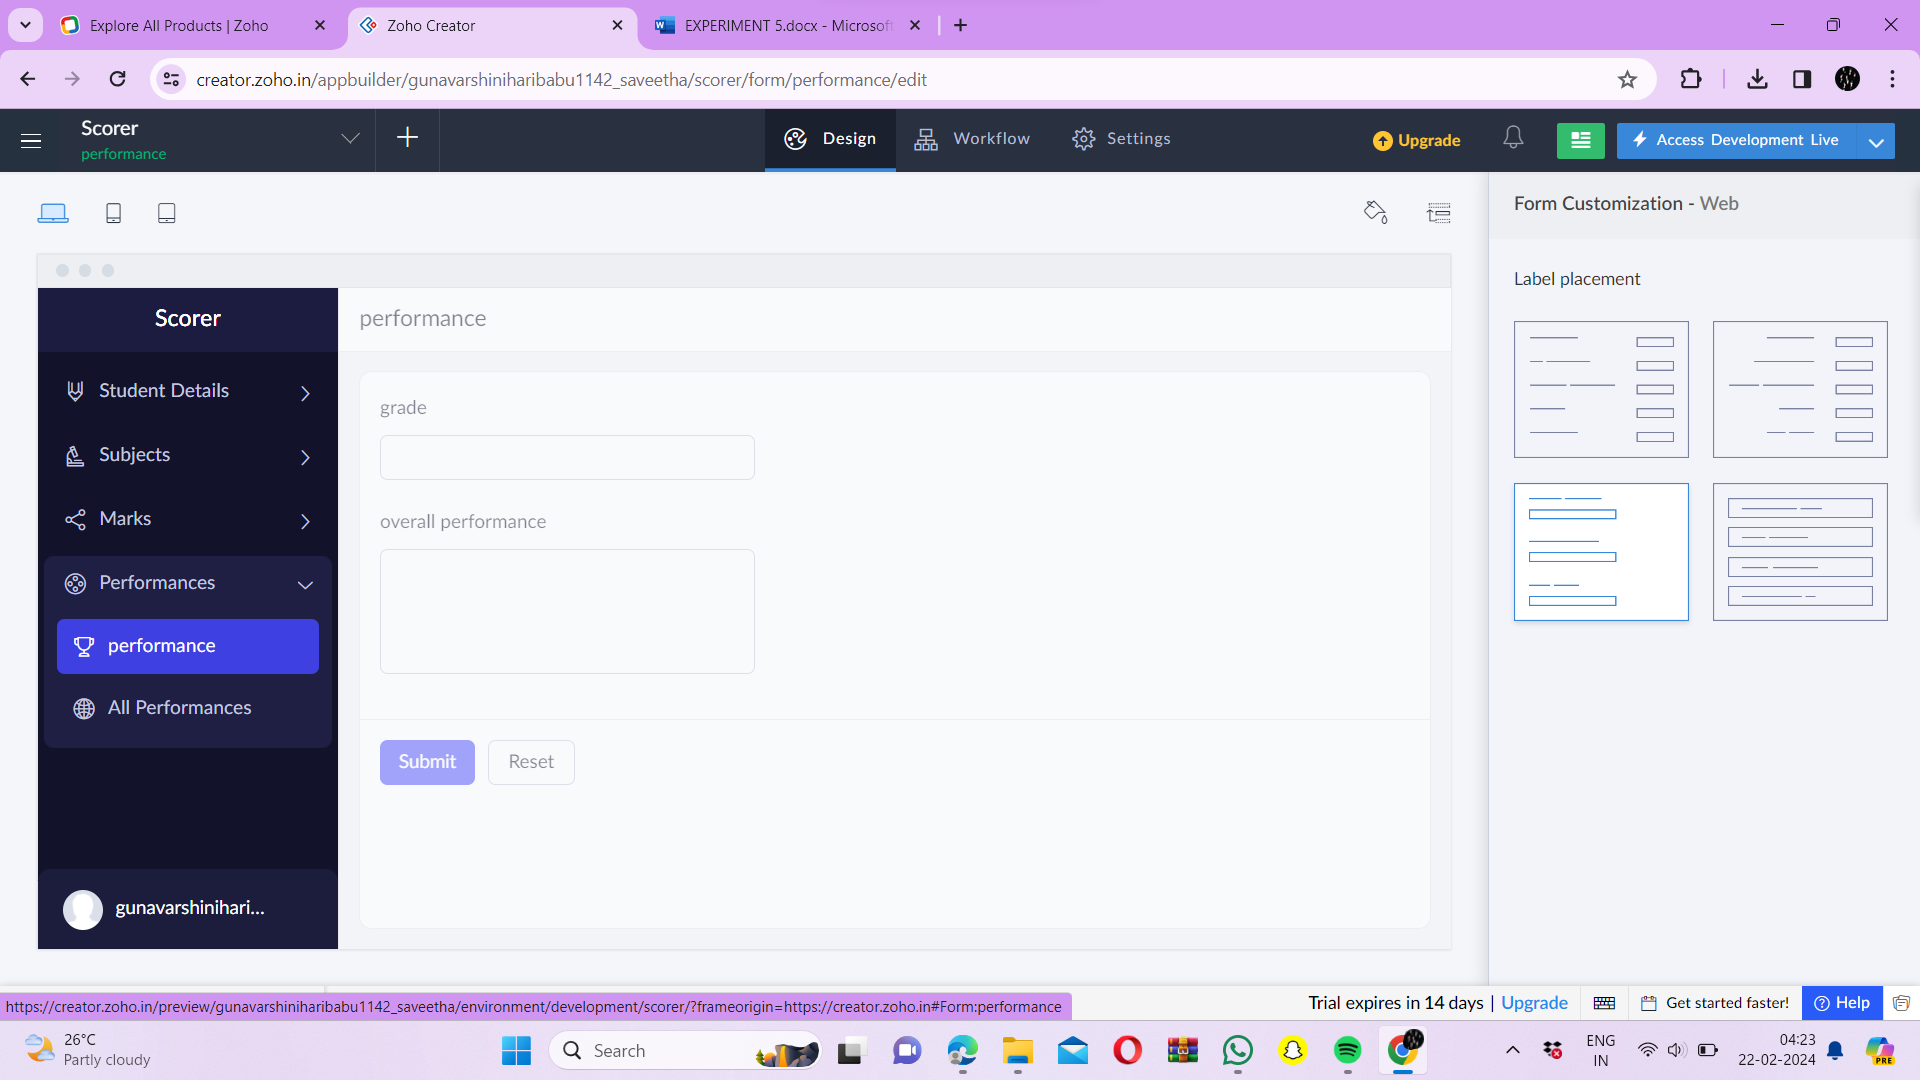 Explore All Products | Zoho
Zoho Creator
EXPERIMENT 5.docx - Microsoft
creator.zoho.in/appbuilder/gunavarshiniharibabu1142_saveetha/scorer/form/performance/edit
Scorer
performance
Design
Workflow
Settings
Upgrade
Access Development Live
Form Customization - Web
Label placement
Scorer
Student Details
Subjects
Marks
Performances
performance
All Performances
gunavarshinihari...
performance
grade
overall performance
Submit
Reset
https://creator.zoho.in/preview/gunavarshiniharibabu1142_saveetha/environment/development/scorer/?frameorigin=https://creator.zoho.in#Form:performance
Trial expires in 14 days | Upgrade
Get started faster!
Help
26°C
Partly cloudy
Search
ENG
IN
04:23
22-02-2024
PRE